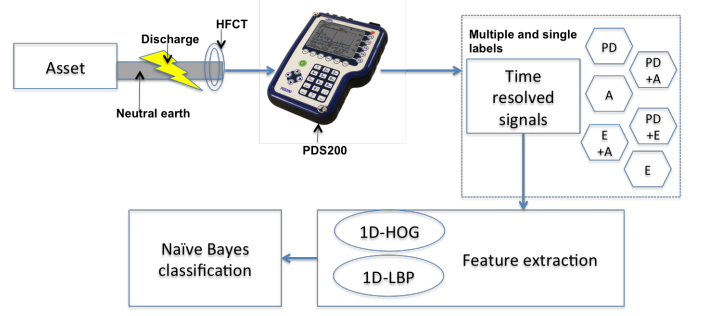 HFCT
Discharge
Asset
Neutral earth
PDS200
Multiple and single
labels
Time
resolved
signals
PD
PD
+A
A
PD
+E
E
+A
E
Naïve Bayes
classification
1D-HOG
1D-LBP
Feature extraction